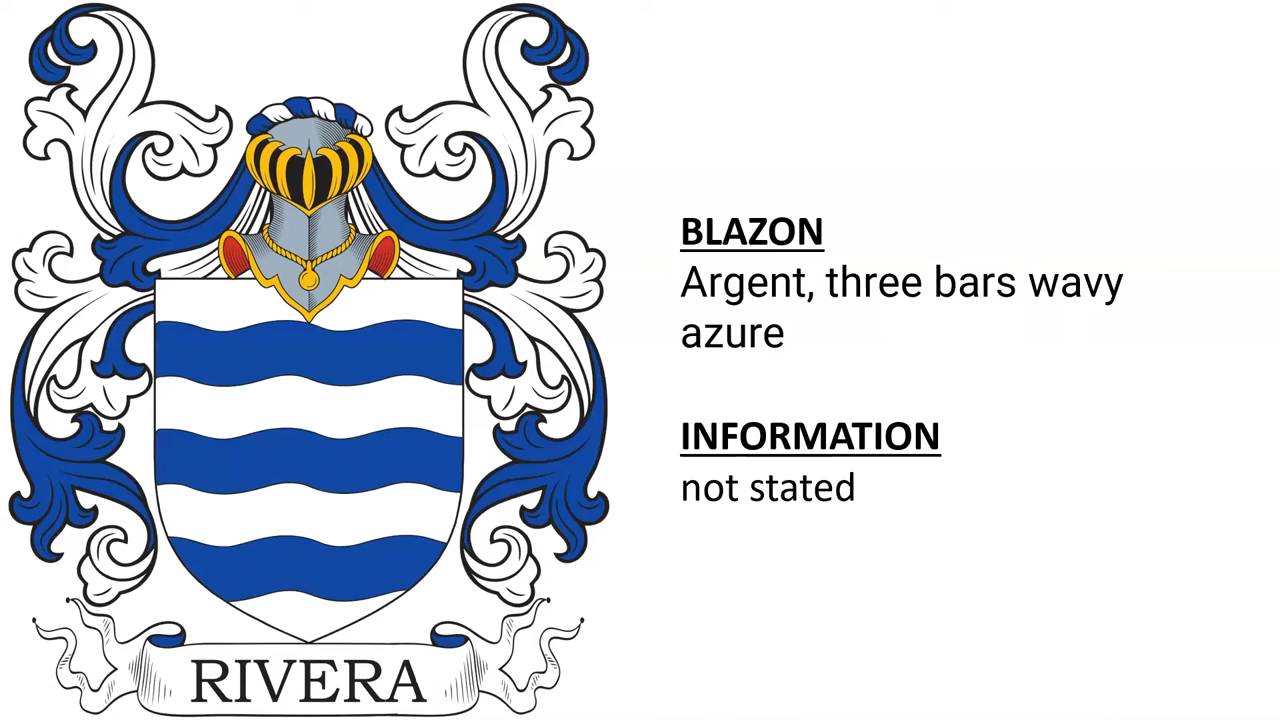 BLAZON
Argent, three bars wavy
azure
INFORMATION
not stated
RIVERA